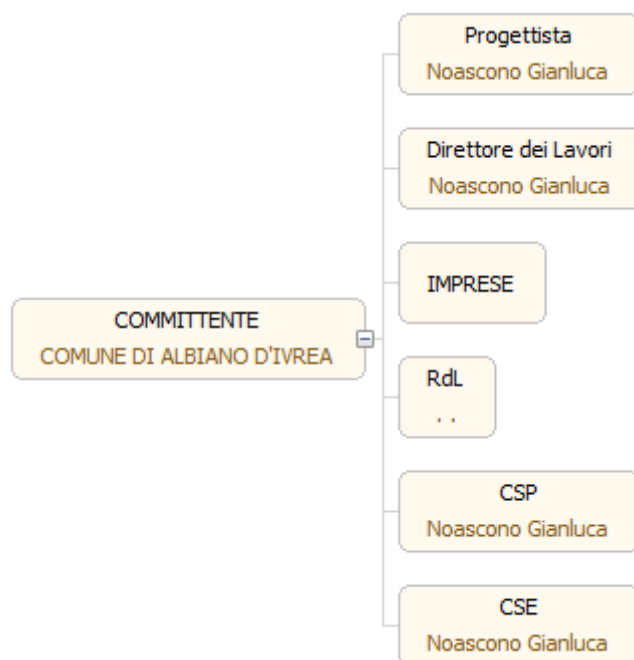 Progettista
Noascono Gianluca
Direttore dei Lavori
Noascono Gianluca
IMPRESE
COMMITTENTE
COMUNE DI ALBIANO D'IVREA
RdL
. .
CSP
Noascono Gianluca
CSE
Noascono Gianluca